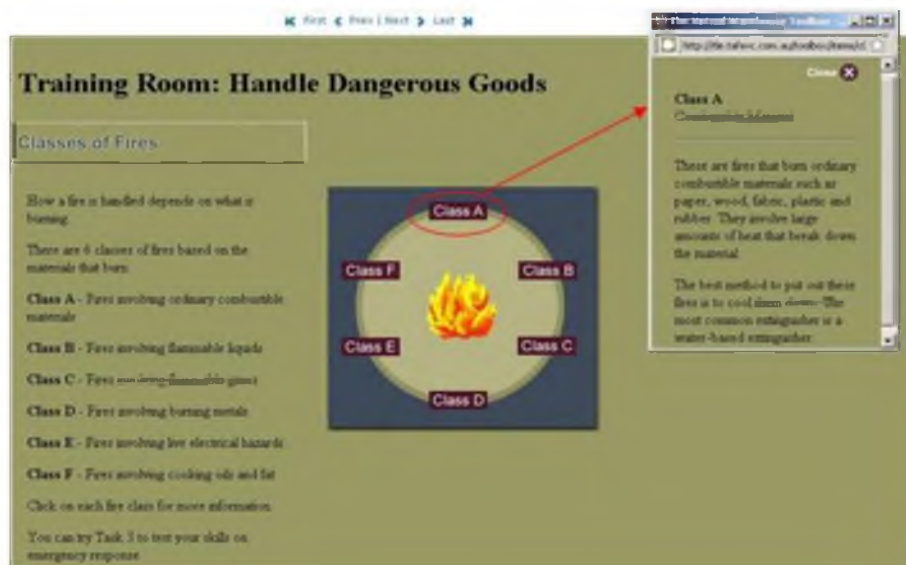 First Prev | Next Last
Training Room: Handle Dangerous Goods
Classes of Fires
How a fire is handled depends on what is
burning.
There are 6 classes of fires based on the
materials that burn.
Class A - Fires involving ordinary combustible
materials
Class B - Fires involving flammable liquids
Class C - Fires
Class D - Fires involving burning metals
Class E - Fires involving live electrical hazards
Class F - Fires involving cooking oils and fat
Click on each fire class for more information.
You can try Task 3 to test your skills on
emergency response
Class A
Class F
Class B
Class E
Class C
Class D
Close
Class A
There are fires that burn ordinary
combustible materials such as
paper, wood, fabric, plastic and
rubber. They involve large
amounts of heat that break down
the material.
The best method to put out these
fires is to cool The
most common extinguisher is a
water-based extinguisher.